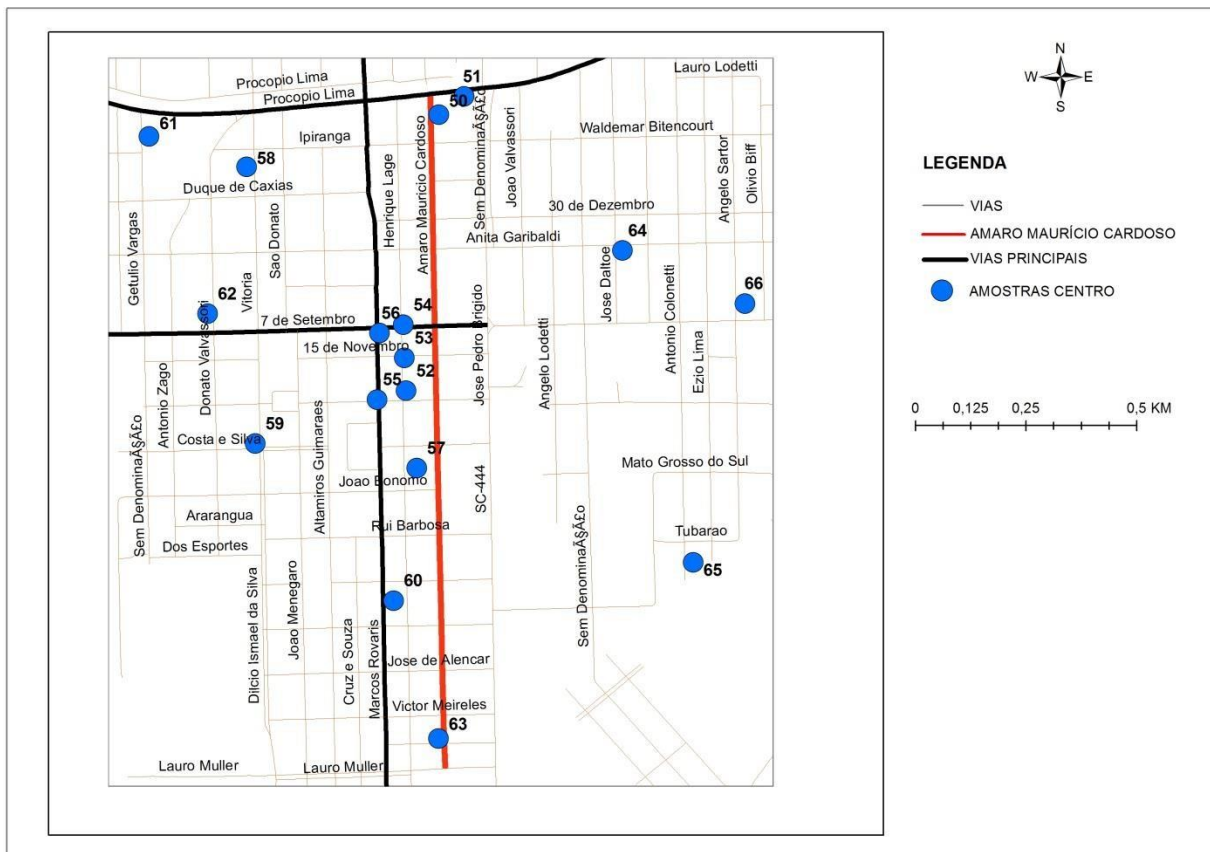 Lauro Lodetti
Procopio Lima
Procopio Lima
51
50
61
Ipiranga
Waldemar Bitencourt
58
Duque de Caxias
Getulio Vargas
Sao Donato
Henrique Lage
Amaro Mauricio Cardoso
Sem DenominaÃ§Ã£o
Joao Valvassori
Angelo Sartor
Olivio Biff
30 de Dezembro
Anita Garibaldi
64
Jose Daltoe
66
62
Vitoria
54
56
7 de Setembro
53
15 de Novembro
Antonio Zago
Donato Valvassori
Jose Pedro Brigido
Angelo Lodetti
Antonio Colonetti
Ezio Lima
52
55
59
Costa e Silva
Altamiros Guimaraes
57
Joao Bonomo
Mato Grosso do Sul
Sem DenominaÃ§Ã£o
SC-444
Ararangua
Rui Barbosa
Tubarao
Dos Esportes
65
Sem DenominaÃ§Ã£o
60
Dilcio Ismael da Silva
Joao Menegaro
Cruz e Souza
Marcos Rovaris
Jose de Alencar
Victor Meireles
63
Lauro Muller
Lauro Muller
N
W E
S
LEGENDA
VIAS
AMARO MAURÍCIO CARDOSO
VIAS PRINCIPAIS
AMOSTRAS CENTRO
0 0,125 0,25 0,5 KM